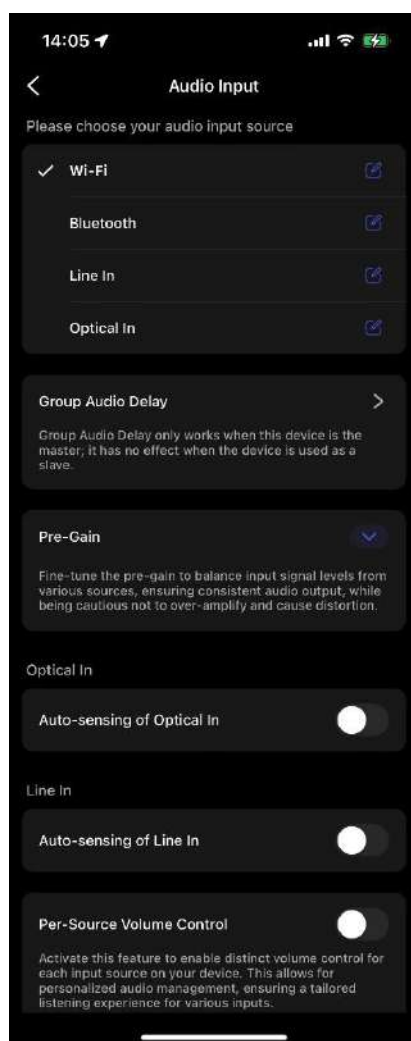 14:05
Audio Input
Please choose your audio input source
Wi-Fi
Bluetooth
Line In
Optical In
Group Audio Delay
Group Audio Delay only works when this device is the
master; it has no effect when the device is used as a
slave.
Pre-Gain
Fine-tune the pre-gain to balance input signal levels from
various sources, ensuring consistent audio output, while
being cautious not to over-amplify and cause distortion.
Optical In
Auto-sensing of Optical In
Line In
Auto-sensing of Line In
Per-Source Volume Control
Activate this feature to enable distinct volume control for
each input source on your device. This allows for
personalized audio management, ensuring a tailored
listening experience for various inputs.